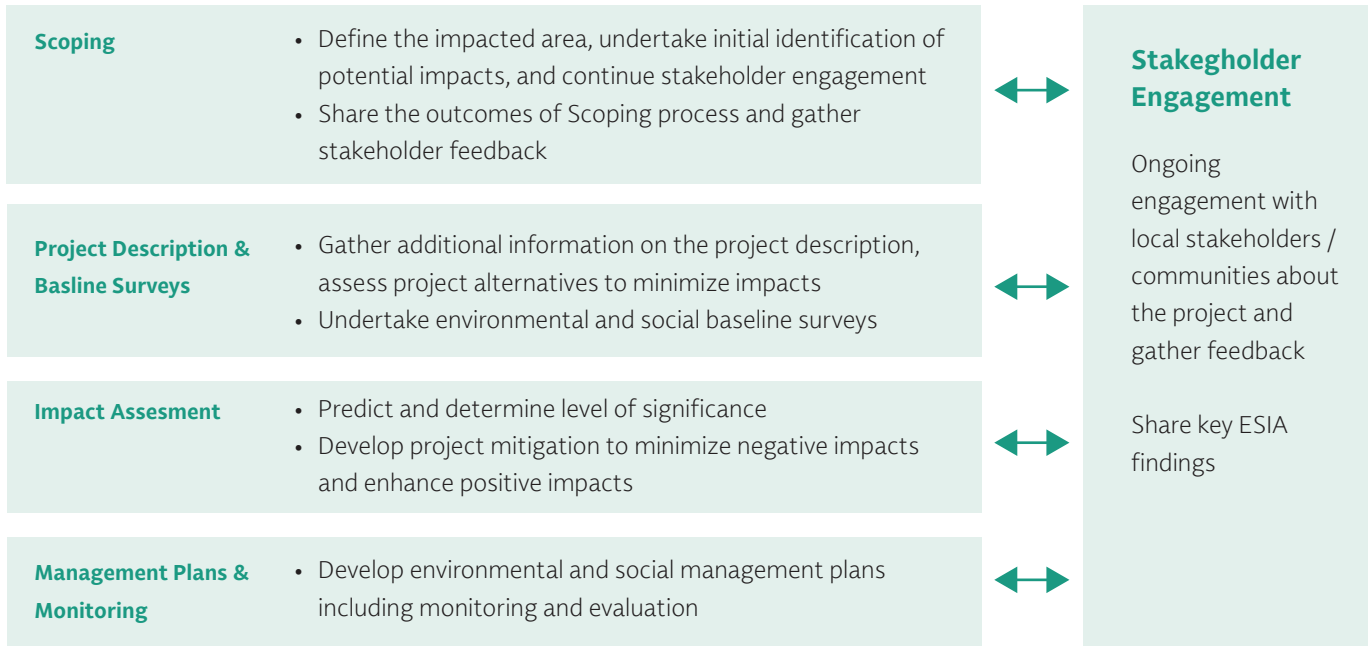 Scoping
• Define the impacted area, undertake initial identification of
potential impacts, and continue stakeholder engagement
• Share the outcomes of Scoping process and gather
stakeholder feedback
Project Description &
Basline Surveys
• Gather additional information on the project description,
assess project alternatives to minimize impacts
• Undertake environmental and social baseline surveys
Impact Assesment
• Predict and determine level of significance
• Develop project mitigation to minimize negative impacts
and enhance positive impacts
Management Plans &
Monitoring
• Develop environmental and social management plans
including monitoring and evaluation
Stakegholder
Engagement
Ongoing
engagement with
local stakeholders /
communities about
the project and
gather feedback
Share key ESIA
findings